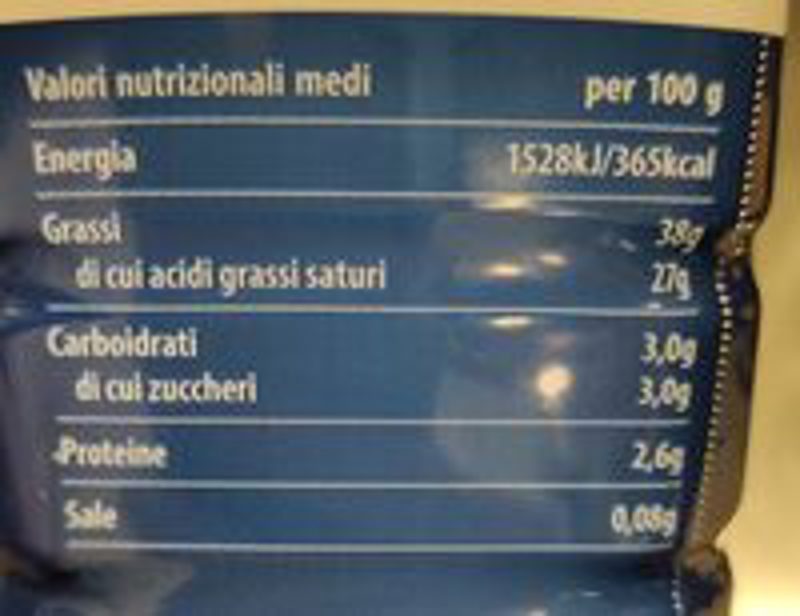 Valori nutrizionali medi per 100 g
Energia 1528kJ/365kcal
Grassi 38g
di cui acidi grassi saturi 27g
Carboidrati 3,0g
di cui zuccheri 3,0g
Proteine 2,6g
Sale 0,08g